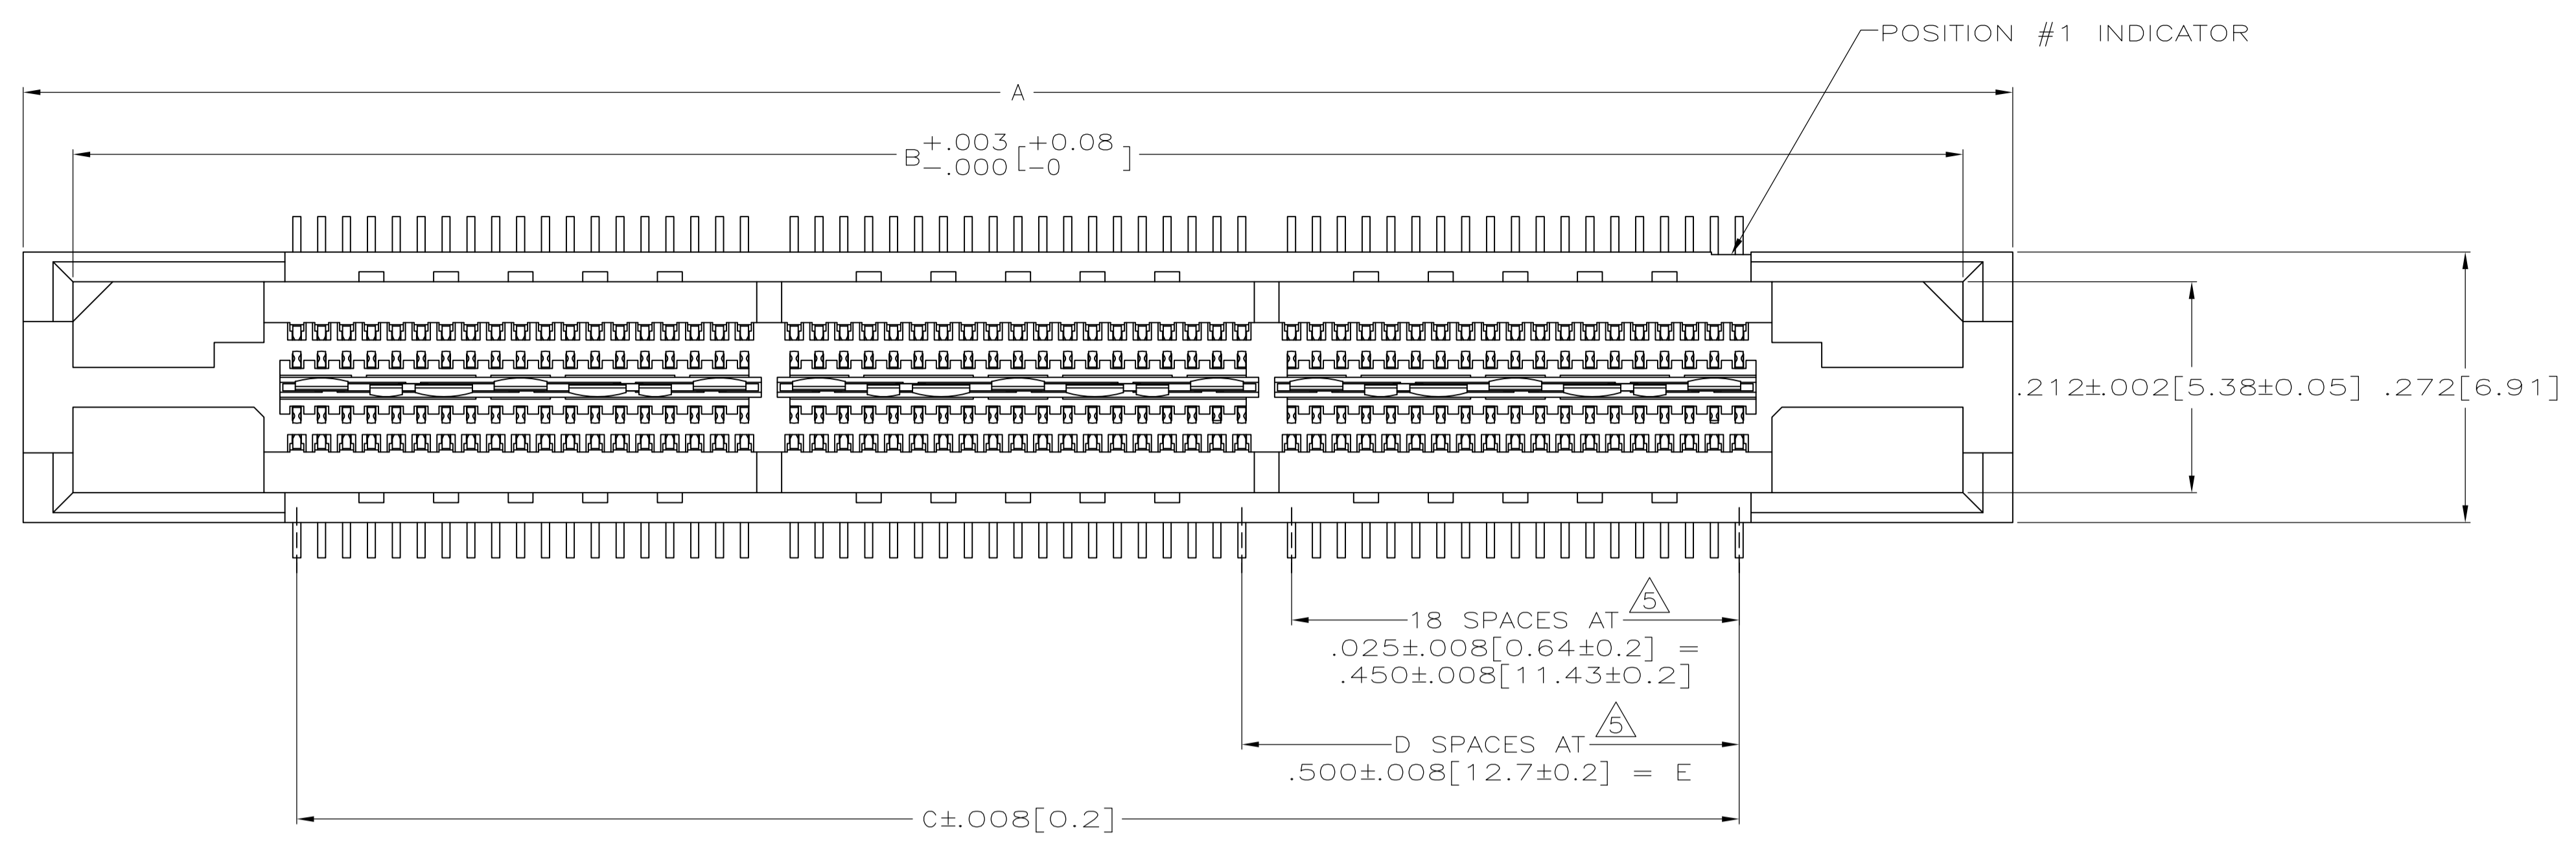 POSITION #1 INDICATOR
A
B +.003 -.000 [+0.08 -0]
.212±.002[5.38±0.05] .272[6.91]
5
18 SPACES AT
.025±.008[0.64±0.2] =
.450±.008[11.43±0.2]
5
D SPACES AT
.500±.008[12.7±0.2] = E
C±.008[0.2]